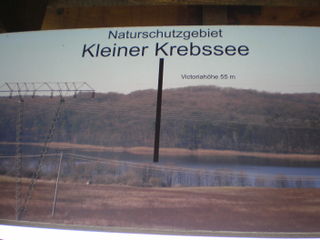 Naturschutzgebiet
Kleiner Krebssee
Victoriahöhe 55 m